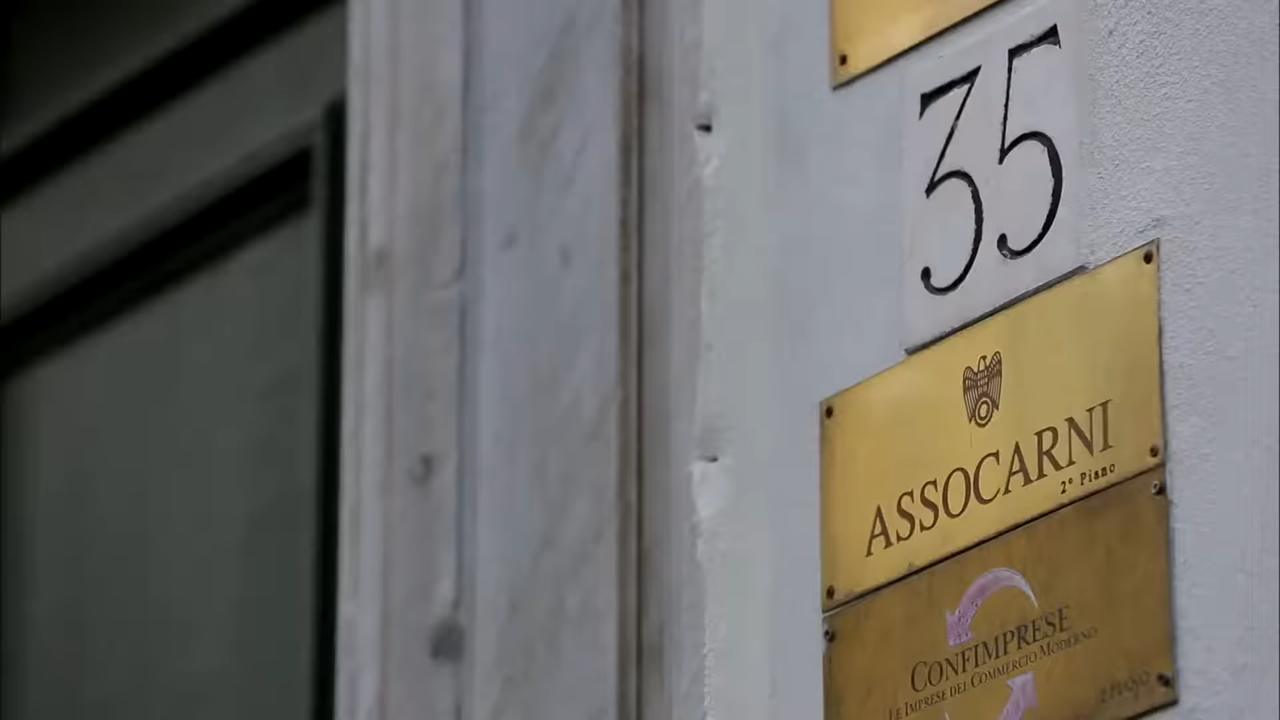 35
ASSOCARNI
2° Piano
CONFIMPRESE
LE IMPRESE DEL COMMERCIO MODERNO